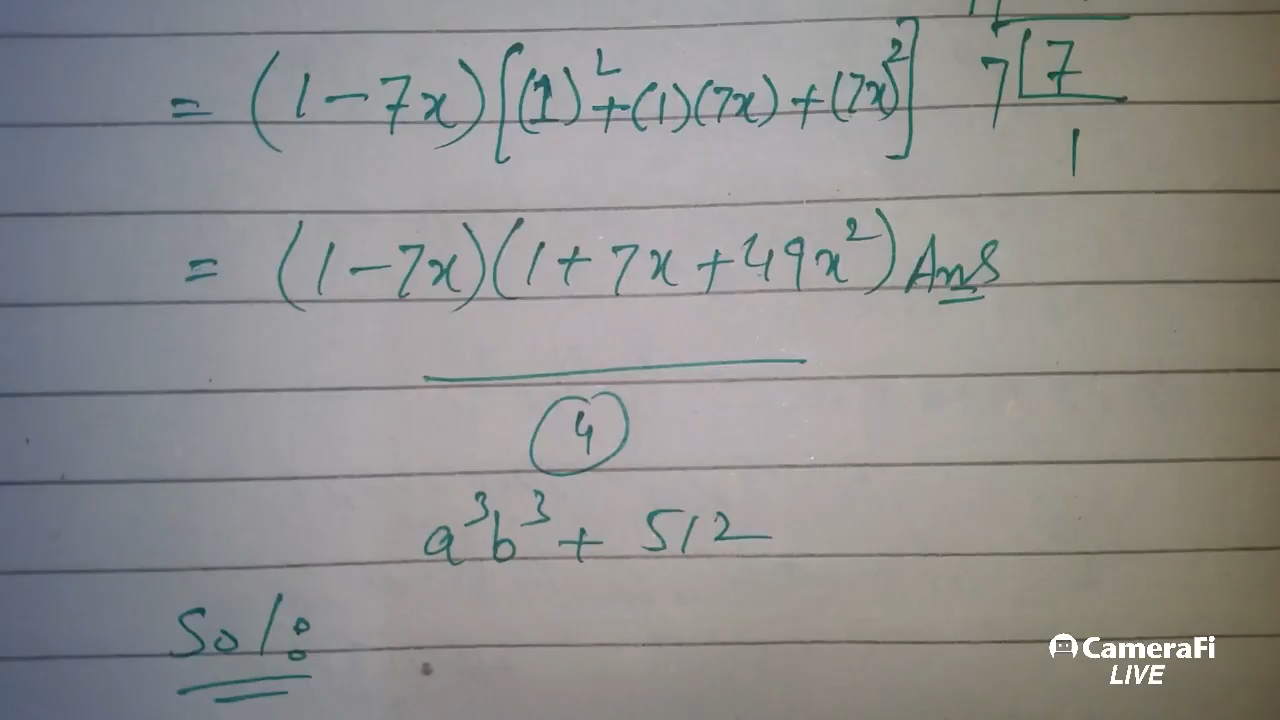 = (1-7x)[(1)²+(1)(7x)+(7x)²]
7 7
1
= (1-7x)(1+7x+49x²) Ans
4
a³b³ + 512
Sol:
CameraFi
LIVE